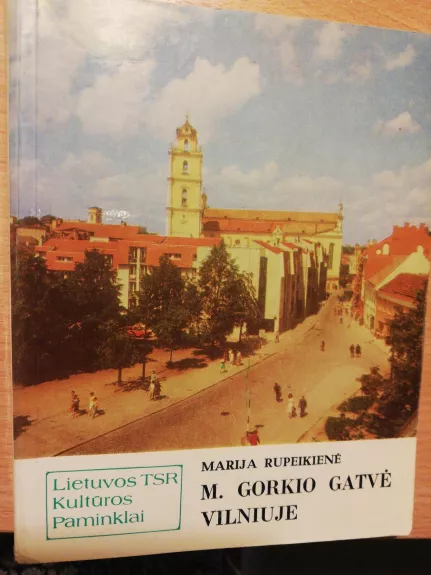 Lietuvos TSR
Kultūros
Paminklai
MARIJA RUPEIKIENĖ
M. GORKIO GATVĖ
VILNIUJE